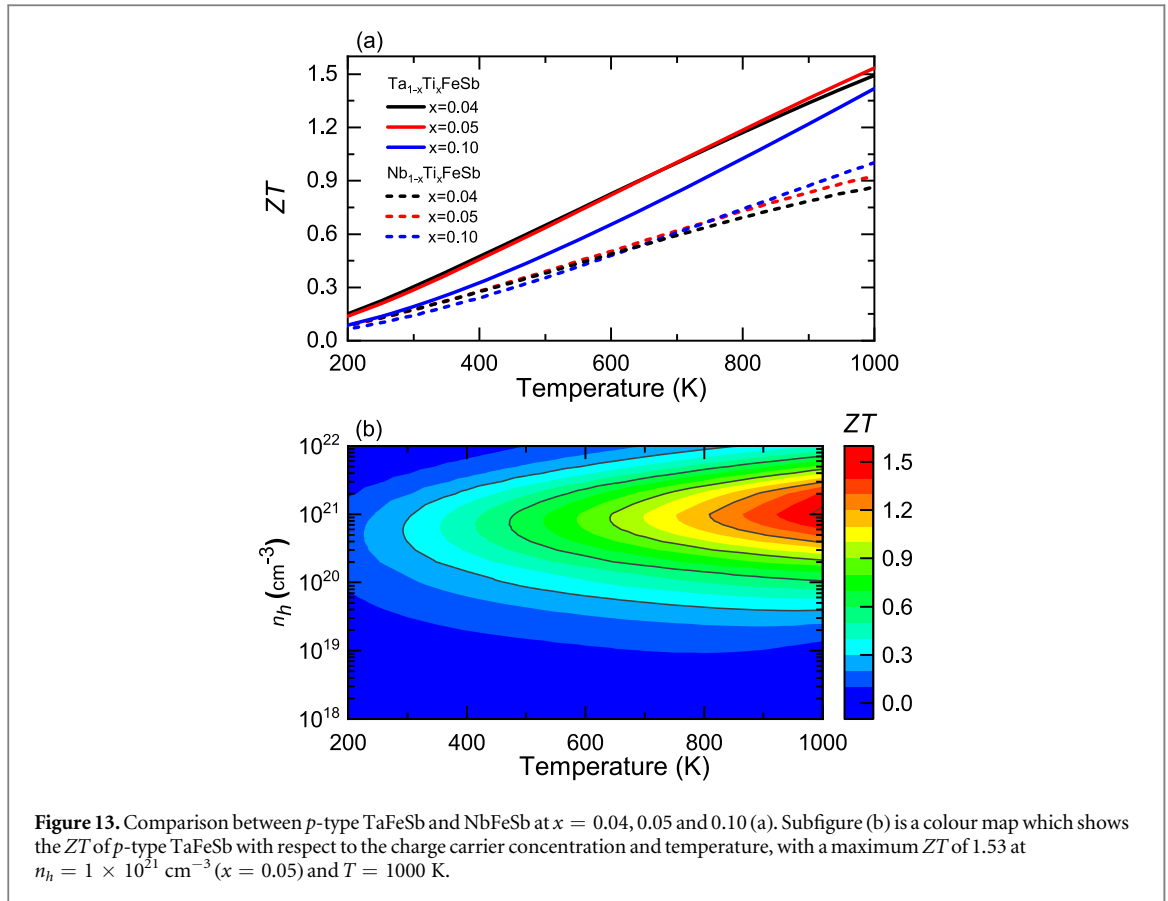 (a)
1.5
1.2
0.9
0.6
0.3
0.0
ZT
Ta1-xTixFeSb
x=0.04
x=0.05
x=0.10
Nb1-xTixFeSb
x=0.04
x=0.05
x=0.10
200 400 600 800 1000
Temperature (K)
(b)
ZT
10^22
10^21
10^20
10^19
10^18
n_h (cm^-3)
1.5
1.2
0.9
0.6
0.3
0.0
200 400 600 800 1000
Temperature (K)
Figure 13. Comparison between p-type TaFeSb and NbFeSb at x = 0.04, 0.05 and 0.10 (a). Subfigure (b) is a colour map which shows
the ZT of p-type TaFeSb with respect to the charge carrier concentration and temperature, with a maximum ZT of 1.53 at
n_h = 1 × 10^21 cm^-3 (x = 0.05) and T = 1000 K.